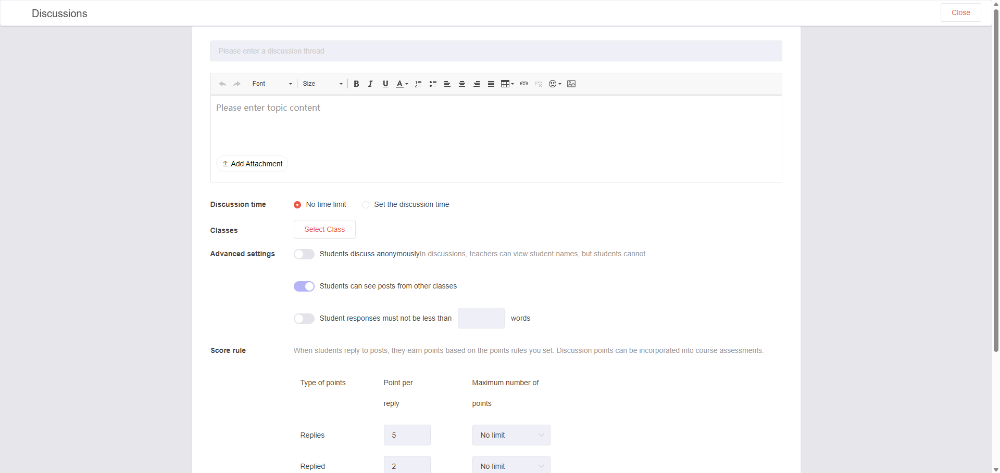 Discussions
Close
Please enter a discussion thread
Font Size B I U A
Please enter topic content
Add Attachment
Discussion time No time limit Set the discussion time
Classes Select Class
Advanced settings Students discuss anonymouslyIn discussions, teachers can view student names, but students cannot.
Students can see posts from other classes
Student responses must not be less than words
Score rule When students reply to posts, they earn points based on the points rules you set. Discussion points can be incorporated into course assessments.
Type of points Point per reply Maximum number of points
Replies 5 No limit
Replied 2 No limit